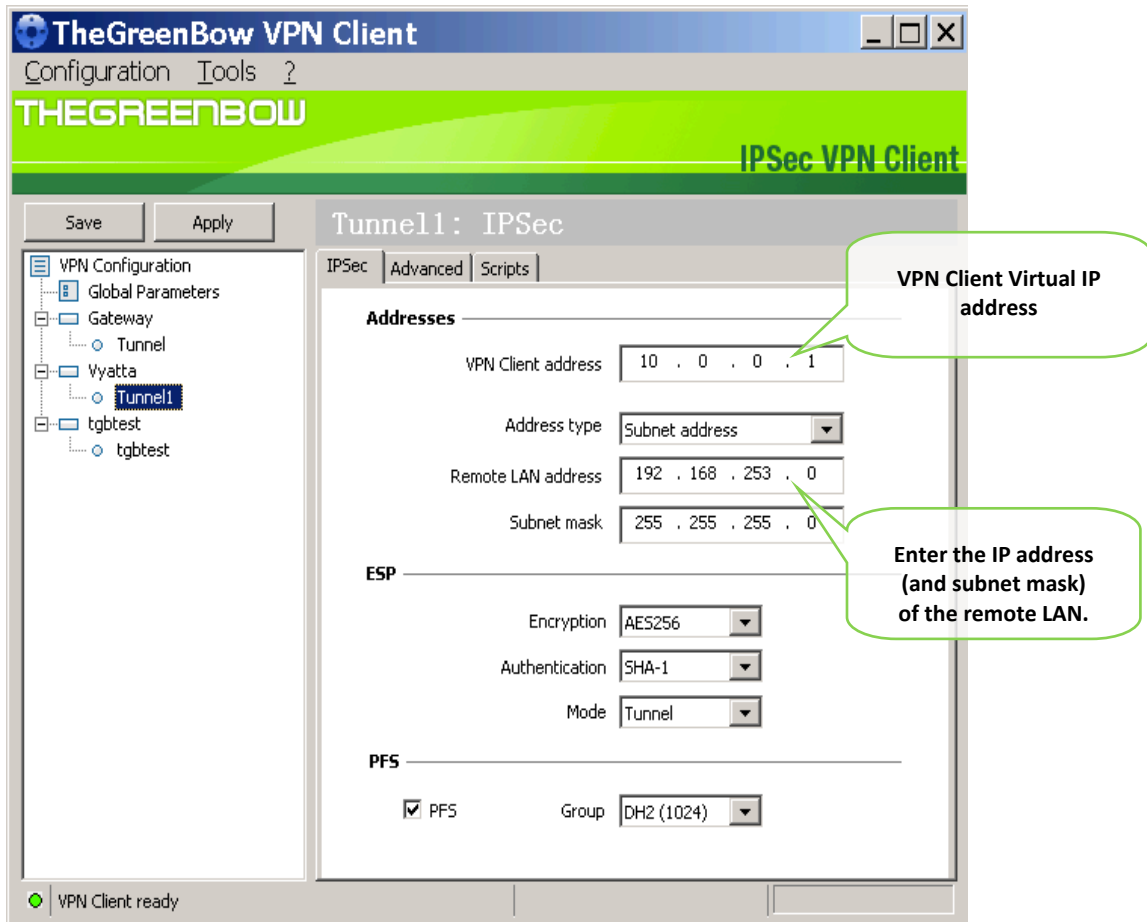 TheGreenBow VPN Client
Configuration Tools ?
THEGREENBOW
IPSec VPN Client
Save Apply
Tunnel1: IPSec
VPN Configuration
Global Parameters
Gateway
Tunnel
Vyatta
Tunnel1
tgbtest
tgbtest
IPSec Advanced Scripts
Addresses
VPN Client address 10 . 0 . 0 . 1
Address type Subnet address
Remote LAN address 192 . 168 . 253 . 0
Subnet mask 255 . 255 . 255 . 0
ESP
Encryption AES256
Authentication SHA-1
Mode Tunnel
PFS
PFS Group DH2 (1024)
VPN Client Virtual IP
address
Enter the IP address
(and subnet mask)
of the remote LAN.
VPN Client ready